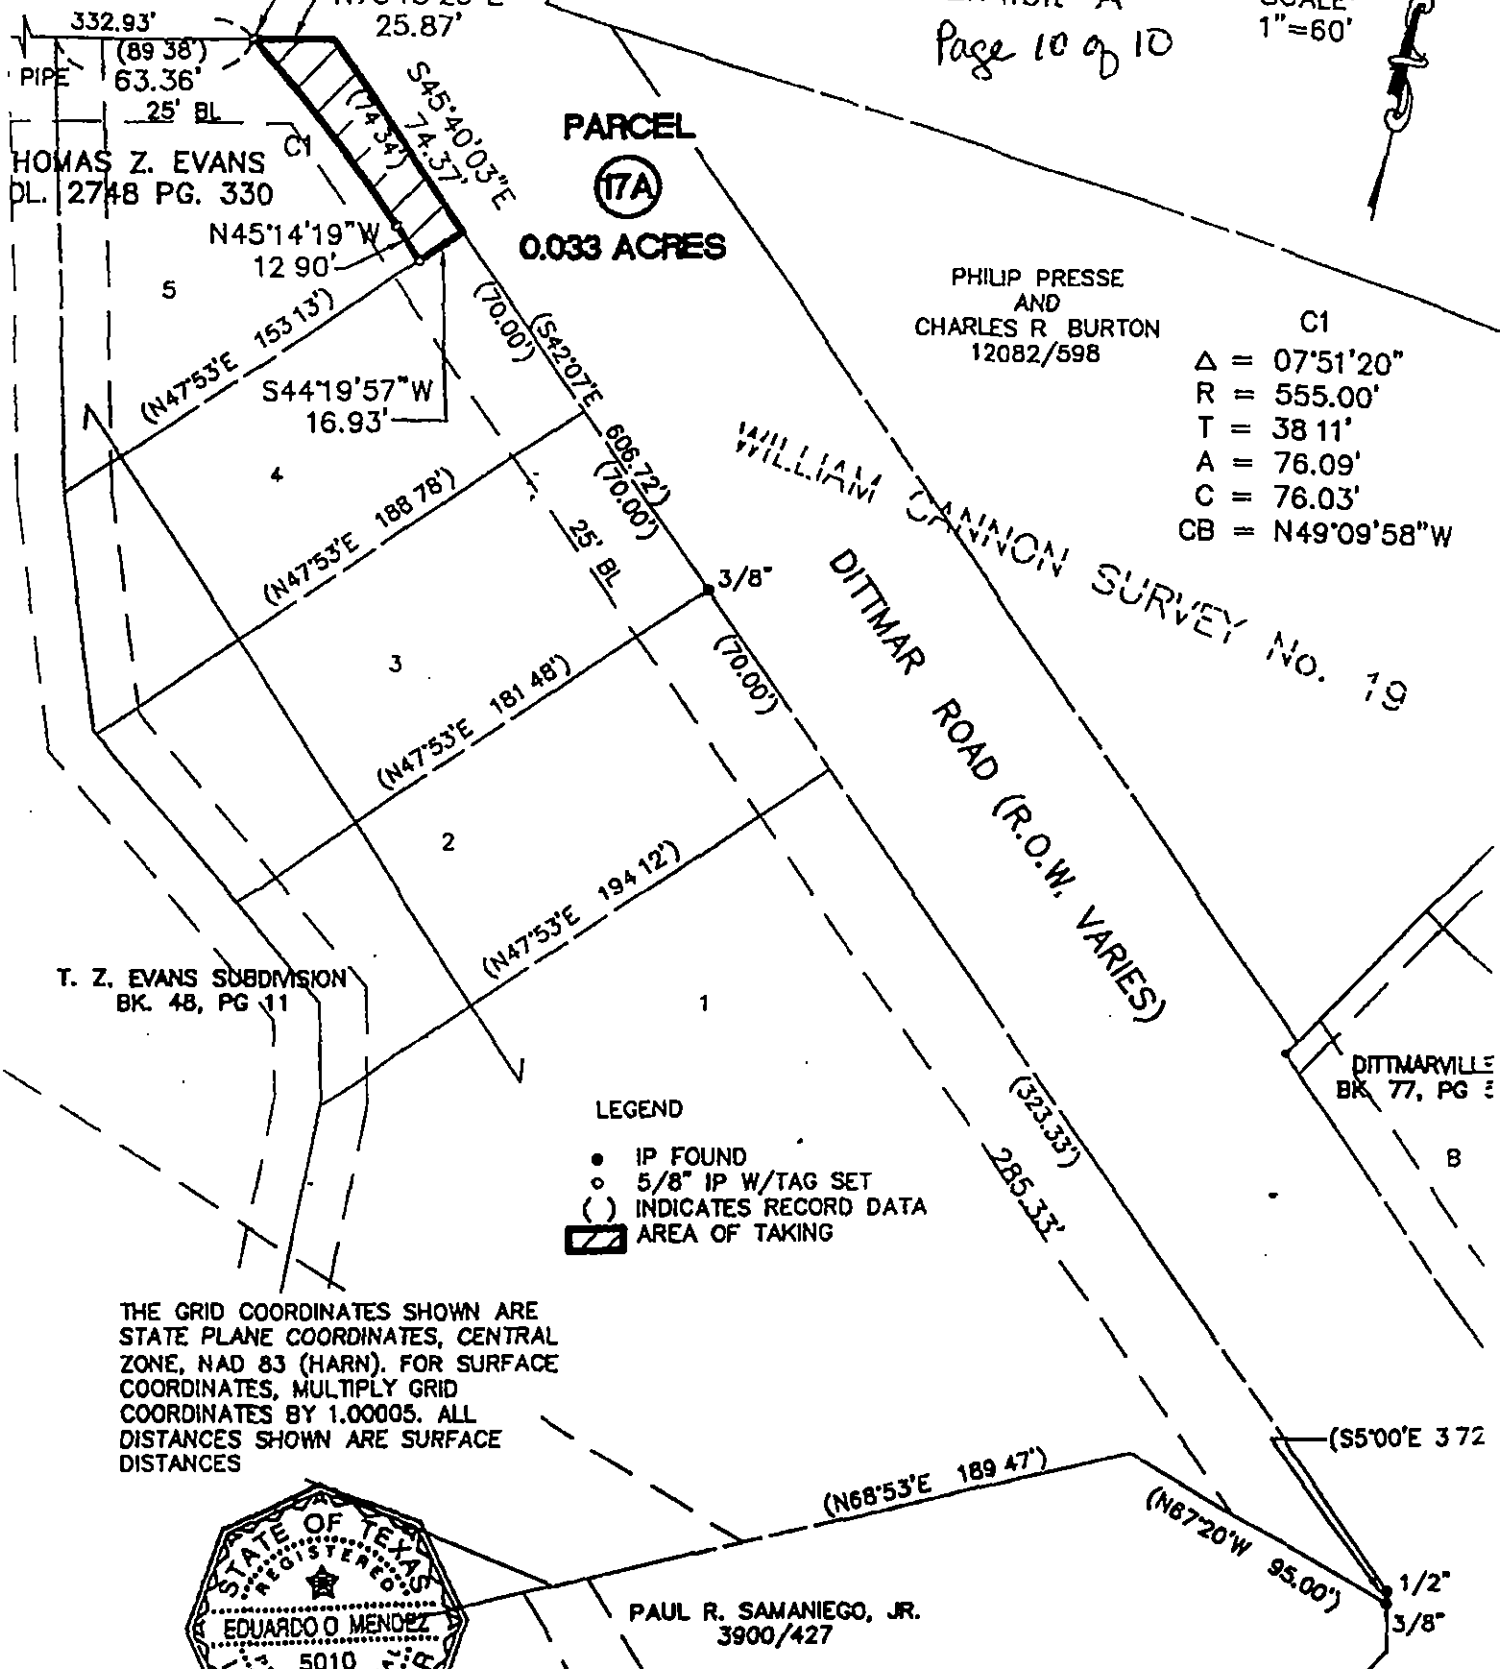 332.93'
(89 38')
63.36'
PIPE
25' BL
25.87'
Page 10 of 10
1"=60'
S45°40'03"E
74.37'
(74 34')
C1
PARCEL
17A
0.033 ACRES
HOMAS Z. EVANS
OL. 2748 PG. 330
N45°14'19"W
12 90'
5
(N47°53'E 153 13')
S44°19'57"W
16.93'
(70.00')
(S42°07'E 606.72')
(70.00')
PHILIP PRESSE
AND
CHARLES R BURTON
12082/598
C1
Δ = 07°51'20"
R = 555.00'
T = 38 11'
A = 76.09'
C = 76.03'
CB = N49°09'58"W
WILLIAM CANNON SURVEY No. 19
4
(N47°53'E 188 78')
25' BL
3/8"
3
(N47°53'E 181 48')
(70.00')
DITTMAR ROAD (R.O.W. VARIES)
2
(N47°53'E 194 12')
T. Z. EVANS SUBDIVISION
BK. 48, PG 11
1
DITTMARVILLE
BK 77, PG
B
(323.33')
285.33'
LEGEND
IP FOUND
5/8" IP W/TAG SET
( ) INDICATES RECORD DATA
AREA OF TAKING
THE GRID COORDINATES SHOWN ARE
STATE PLANE COORDINATES, CENTRAL
ZONE, NAD 83 (HARN). FOR SURFACE
COORDINATES, MULTIPLY GRID
COORDINATES BY 1.00005. ALL
DISTANCES SHOWN ARE SURFACE
DISTANCES
(S5°00'E 3 72
(N68°53'E 189 47')
(N67°20'W 95.00')
1/2"
3/8"
STATE OF TEXAS
REGISTERED
EDUARDO O MENDEZ
5010
PAUL R. SAMANIEGO, JR.
3900/427